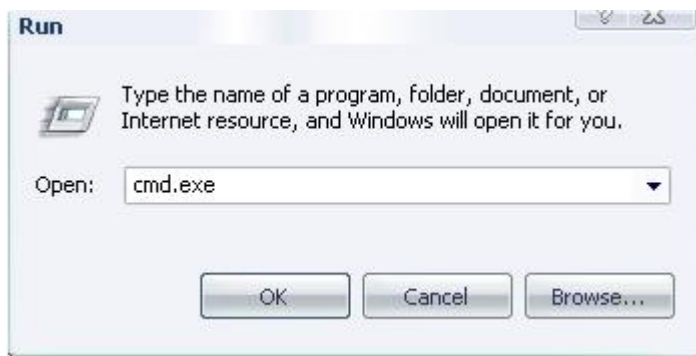 Run
Type the name of a program, folder, document, or
Internet resource, and Windows will open it for you.
Open: cmd.exe
OK Cancel Browse...